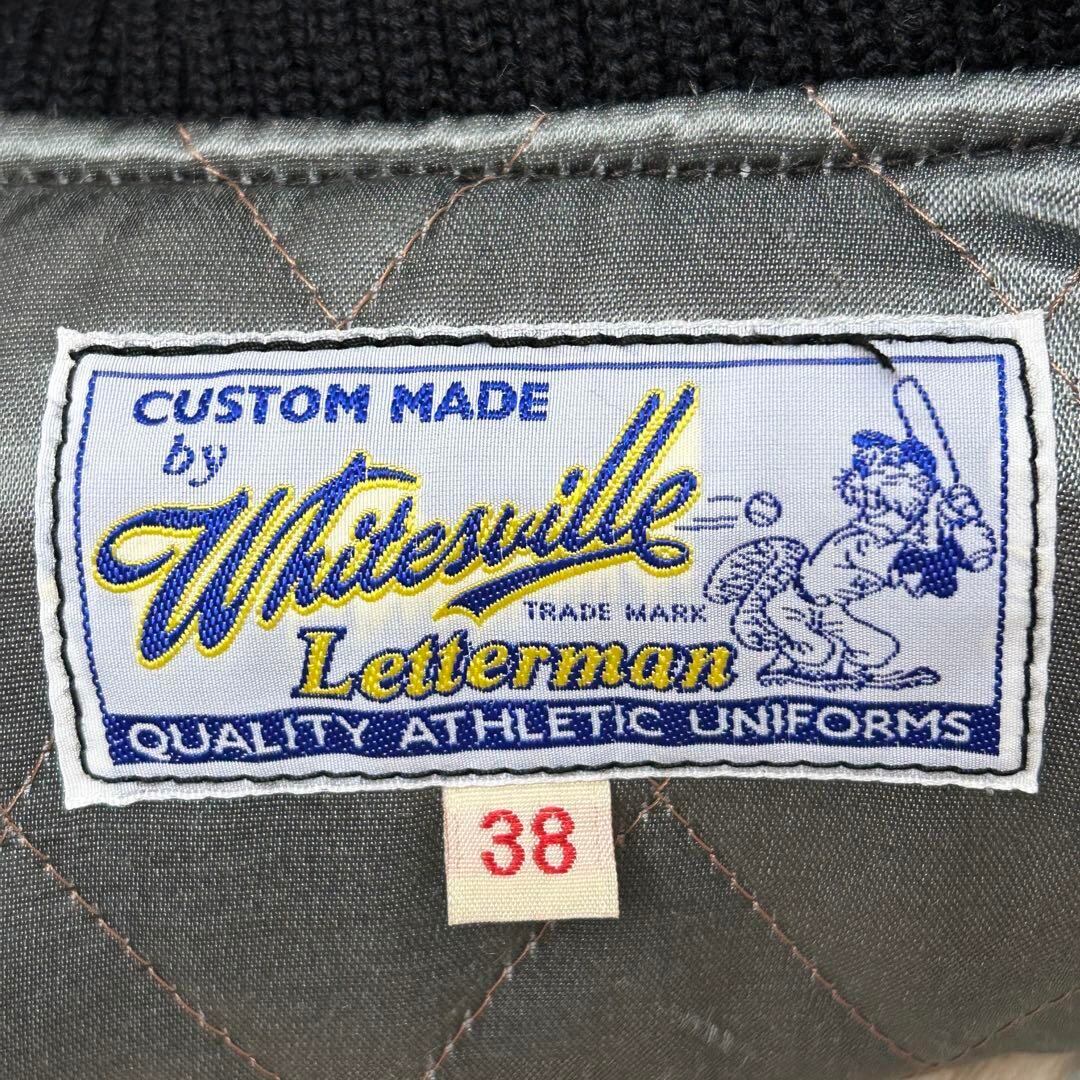 CUSTOM MADE
by
Whitesville
TRADE MARK
Letterman
QUALITY ATHLETIC UNIFORMS
38